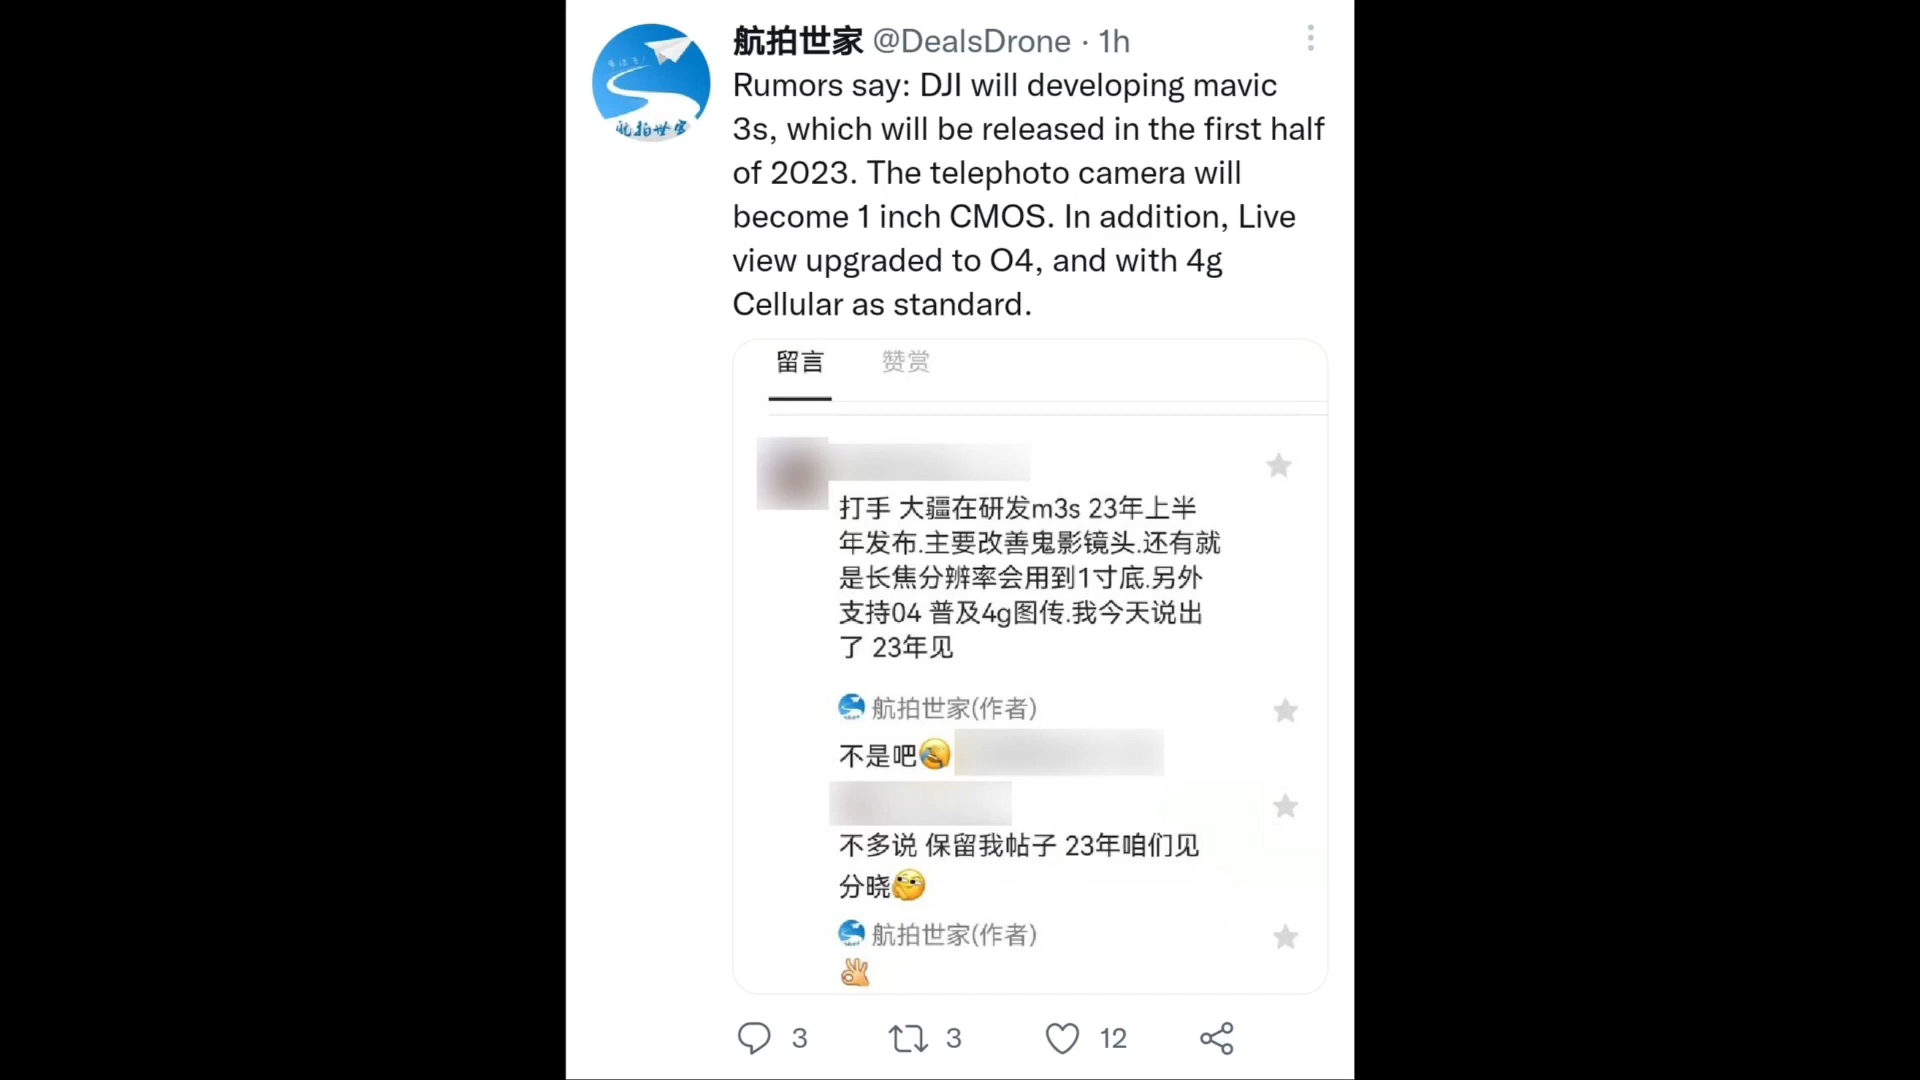 航拍世家 @DealsDrone · 1h
Rumors say: DJI will developing mavic
3s, which will be released in the first half
of 2023. The telephoto camera will
become 1 inch CMOS. In addition, Live
view upgraded to O4, and with 4g
Cellular as standard.
航拍世家
留言 赞赏
打手 大疆在研发m3s 23年上半
年发布.主要改善鬼影镜头.还有就
是长焦分辨率会用到1寸底.另外
支持04 普及4g图传.我今天说出
了 23年见
航拍世家(作者)
不是吧
不多说 保留我帖子 23年咱们见
分晓
航拍世家(作者)
3 3 12